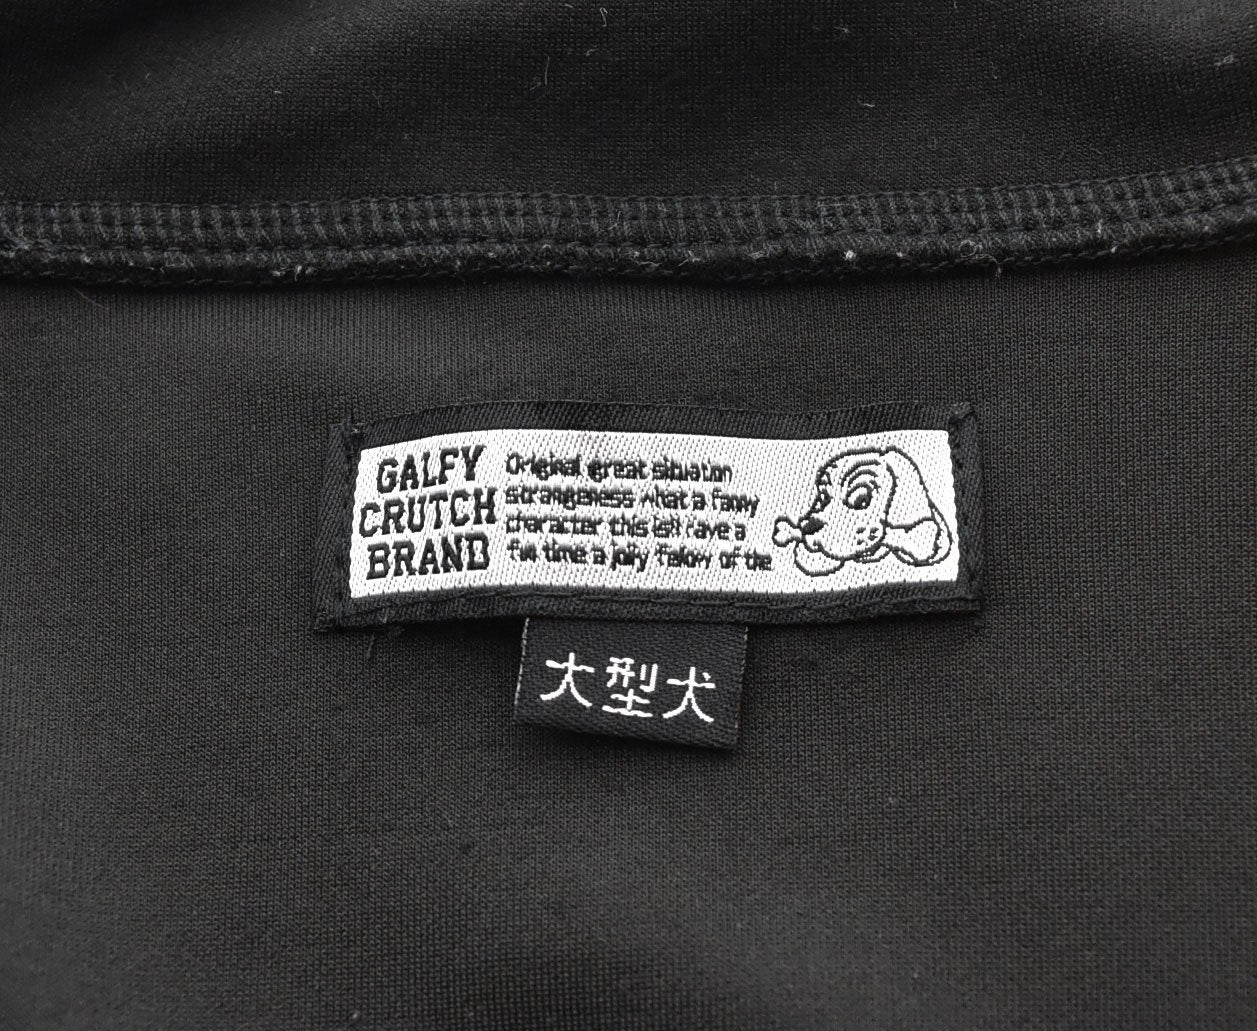 GALFY
CRUTCH
BRAND
Original great situation
strangeness what a fanny
character this is!! Have a
fun time a jolly fellow of the
大型犬